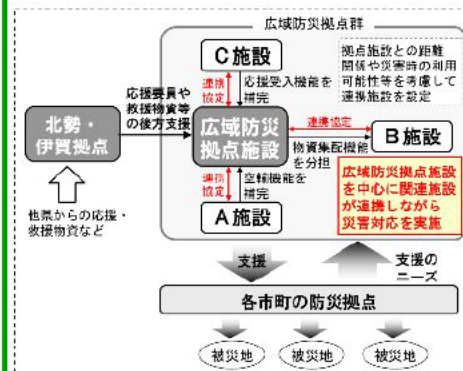 広域防災拠点群
C施設
拠点施設との距離
関係や災害時の利用
可能性等を考慮して
連携施設を設定
応援要員や
救援物資等
の後方支援
連携
協定
応援受入機能を
補完
北勢・
伊賀拠点
広域防災
拠点施設
連携協定
B施設
物資集配機能
を分担
連携
協定
空輸機能を
補完
A施設
広域防災拠点施設
を中心に関連施設
が連携しながら
災害対応を実施
他県からの応援・
救援物資など
支援
支援の
ニーズ
各市町の防災拠点
被災地
被災地
被災地